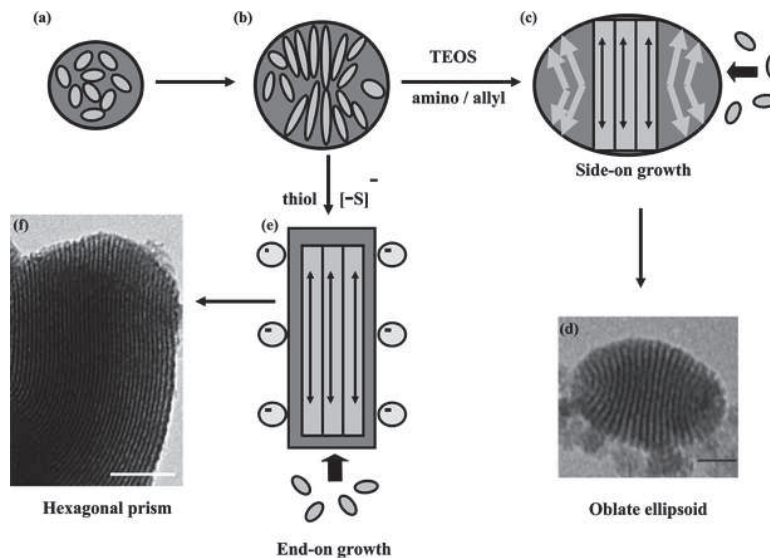 (a)
(b)
(c)
TEOS
amino / allyl
Side-on growth
thiol [-S]⁻
(f)
(e)
(d)
Hexagonal prism
Oblate ellipsoid
End-on growth